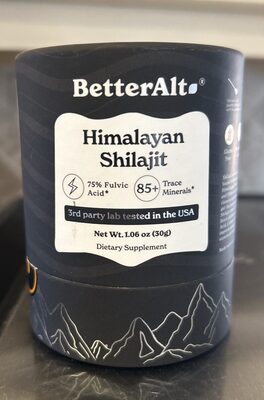 BetterAlt®
Himalayan
Shilajit
75% Fulvic
Acid*
85+
Trace
Minerals*
3rd party lab tested in the USA
Net Wt. 1.06 oz (30g)
Dietary Supplement